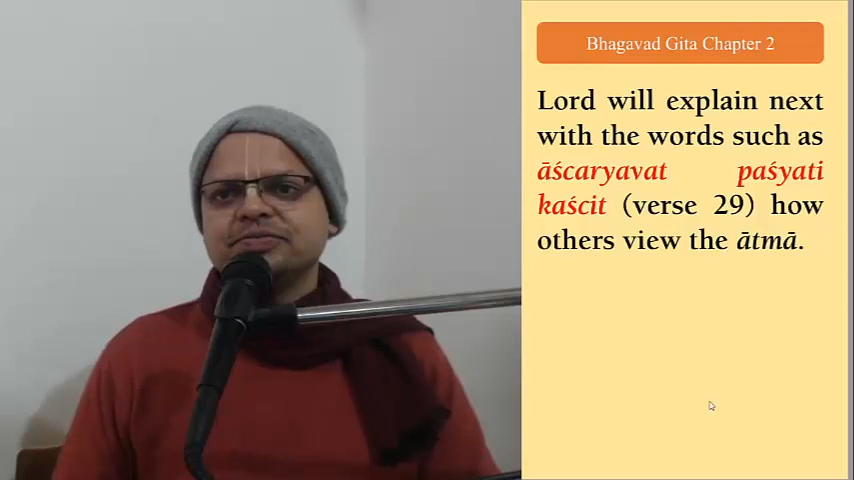 Bhagavad Gita Chapter 2
Lord will explain next
with the words such as
āścaryavat paśyati
kaścit (verse 29) how
others view the ātmā.